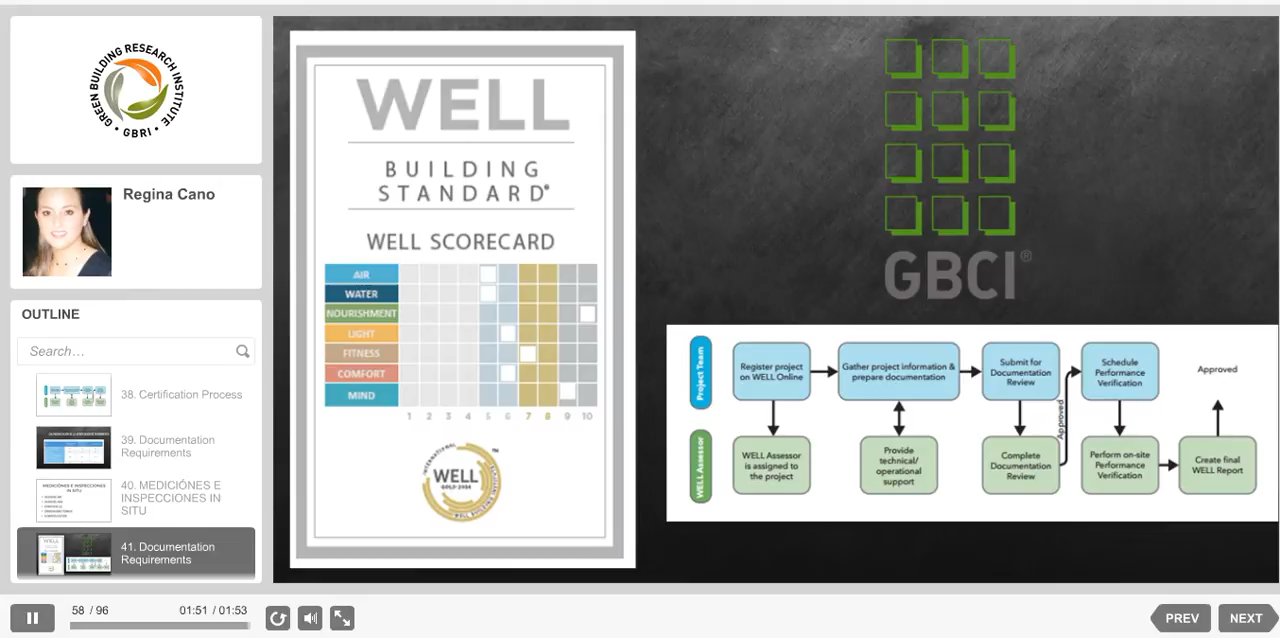 GREEN BUILDING RESEARCH INSTITUTE
• GBRI •
Regina Cano
OUTLINE
Search...
38. Certification Process
39. Documentation
Requirements
40. MEDICIÓNES E
INSPECCIONES IN
SITU
MEDICIÓNES E INSPECCIONES
IN SITU
41. Documentation
Requirements
WELL
BUILDING
STANDARD®
WELL SCORECARD
AIR
WATER
NOURISHMENT
LIGHT
FITNESS
COMFORT
MIND
1 2 3 4 5 6 7 8 9 10
WELL
™
GBCI®
Project Team
Register project
on WELL Online
Gather project information &
prepare documentation
Submit for
Documentation
Review
Schedule
Performance
Verification
Approved
Approved
WELL Assessor
WELL Assessor
is assigned to
the project
Provide
technical/
operational
support
Complete
Documentation
Review
Perform on-site
Performance
Verification
Create final
WELL Report
58 / 96
01:51 / 01:53
PREV
NEXT